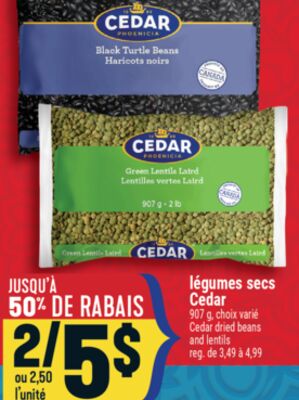 CEDAR
PHOENICIA
Black Turtle Beans
Haricots noirs
CANADA
CEDAR
PHOENICIA
Green Lentils Laird
Lentilles vertes Laird
907 g - 2 lb
Green Lentils Laird
CEDAR
Lentilles vertes Laird
JUSQU'À
50% DE RABAIS
2/5$
ou 2,50
l'unité
légumes secs
Cedar
907 g, choix varié
Cedar dried beans
and lentils
reg. de 3,49 à 4,99